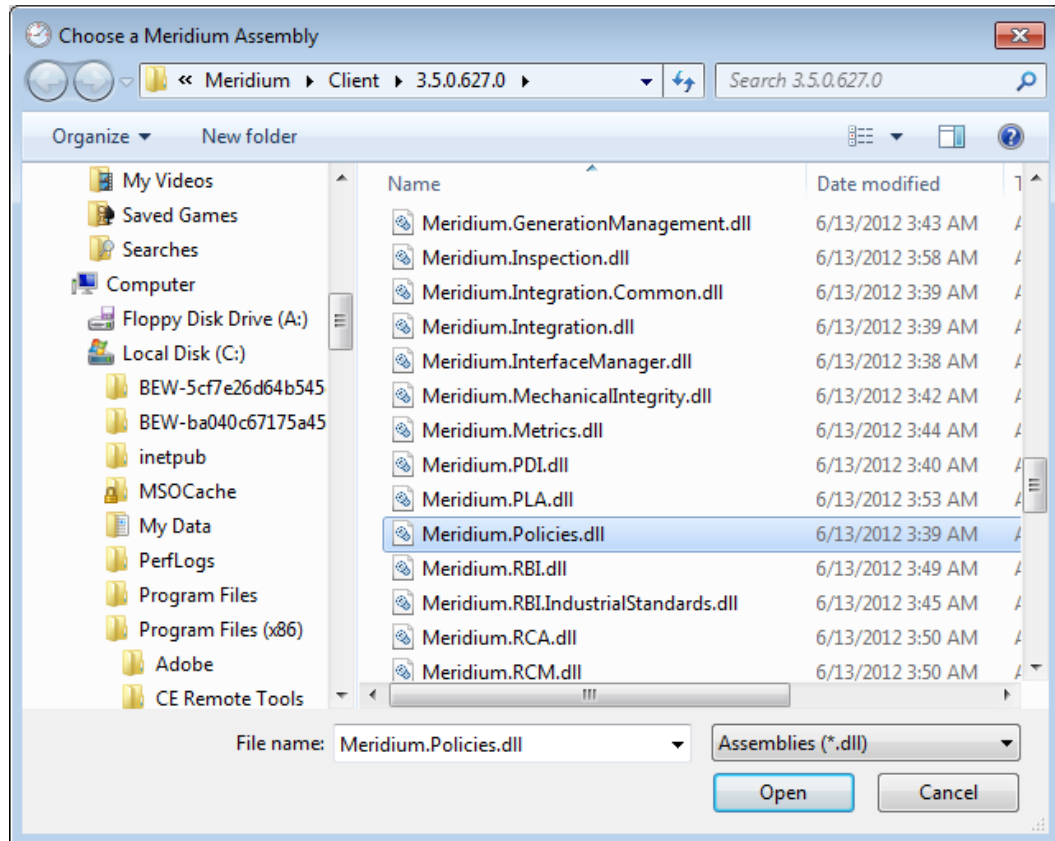 Choose a Meridium Assembly
« Meridium Client 3.5.0.627.0
Search 3.5.0.627.0
Organize New folder
My Videos
Saved Games
Searches
Computer
Floppy Disk Drive (A:)
Local Disk (C:)
BEW-5cf7e26d64b545
BEW-ba040c67175a45
inetpub
MSOCache
My Data
PerfLogs
Program Files
Program Files (x86)
Adobe
CE Remote Tools
Name Date modified
Meridium.GenerationManagement.dll 6/13/2012 3:43 AM
Meridium.Inspection.dll 6/13/2012 3:58 AM
Meridium.Integration.Common.dll 6/13/2012 3:39 AM
Meridium.Integration.dll 6/13/2012 3:39 AM
Meridium.InterfaceManager.dll 6/13/2012 3:38 AM
Meridium.MechanicalIntegrity.dll 6/13/2012 3:42 AM
Meridium.Metrics.dll 6/13/2012 3:44 AM
Meridium.PDI.dll 6/13/2012 3:40 AM
Meridium.PLA.dll 6/13/2012 3:53 AM
Meridium.Policies.dll 6/13/2012 3:39 AM
Meridium.RBI.dll 6/13/2012 3:49 AM
Meridium.RBI.IndustrialStandards.dll 6/13/2012 3:45 AM
Meridium.RCA.dll 6/13/2012 3:50 AM
Meridium.RCM.dll 6/13/2012 3:50 AM
File name: Meridium.Policies.dll Assemblies (*.dll)
Open Cancel